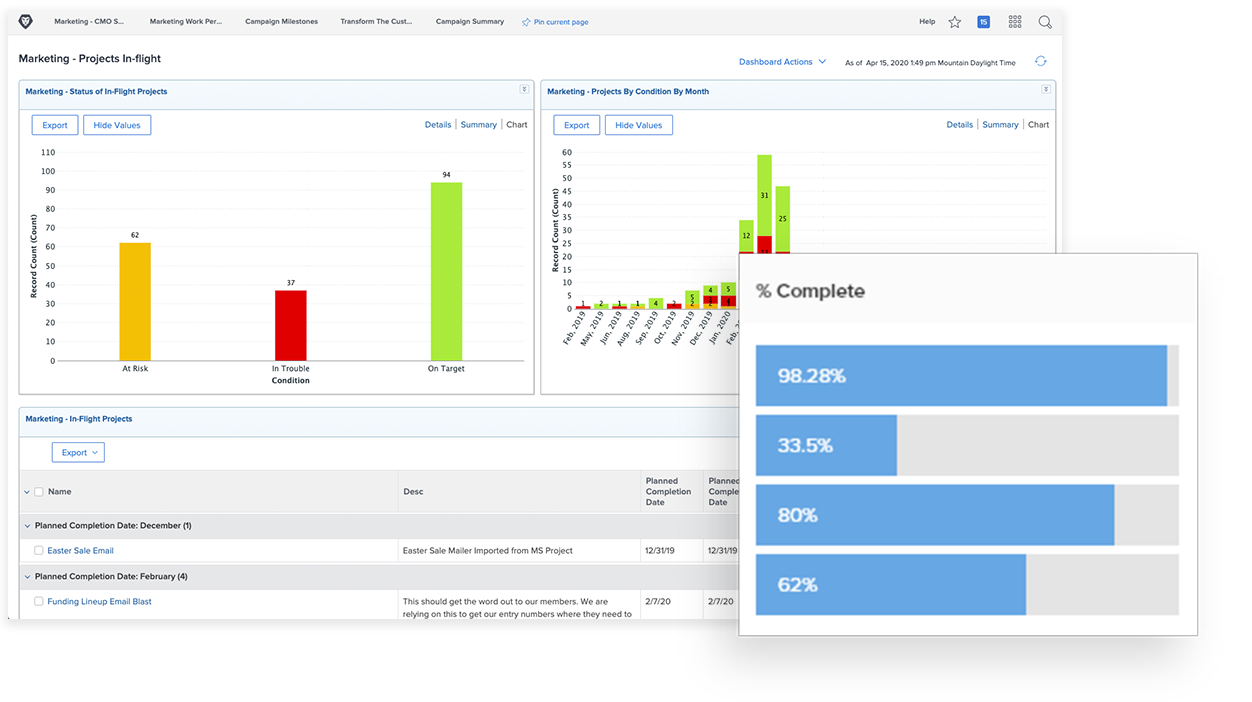 Marketing - CMO S... Marketing Work Per... Campaign Milestones Transform The Cust... Campaign Summary Pin current page Help 15
Marketing - Projects In-flight
Dashboard Actions As of Apr 15, 2020 1:49 pm Mountain Daylight Time
Marketing - Status of In-Flight Projects
Export Hide Values Details Summary Chart
110
100
90
80
70
60
50
40
30
20
10
0
Record Count (Count)
62
37
94
At Risk In Trouble On Target
Condition
Marketing - Projects By Condition By Month
Export Hide Values Details Summary Chart
60
55
50
45
40
35
30
25
20
15
10
5
0
Record Count (Count)
1 2 1 1 4 2 5 2 4 5 12 31 25
Feb, 2019 May, 2019 Jun, 2019 Aug, 2019 Sep, 2019 Oct, 2019 Nov, 2019 Dec, 2019 Jan, 2020 Feb, 2
Marketing - In-Flight Projects
Export
Name Desc Planned Completion Date Planned Comple Date
Planned Completion Date: December (1)
Easter Sale Email Easter Sale Mailer Imported from MS Project 12/31/19 12/31/19
Planned Completion Date: February (4)
Funding Lineup Email Blast This should get the word out to our members. We are 2/7/20 2/7/20
relying on this to get our entry numbers where they need to
% Complete
98.28%
33.5%
80%
62%